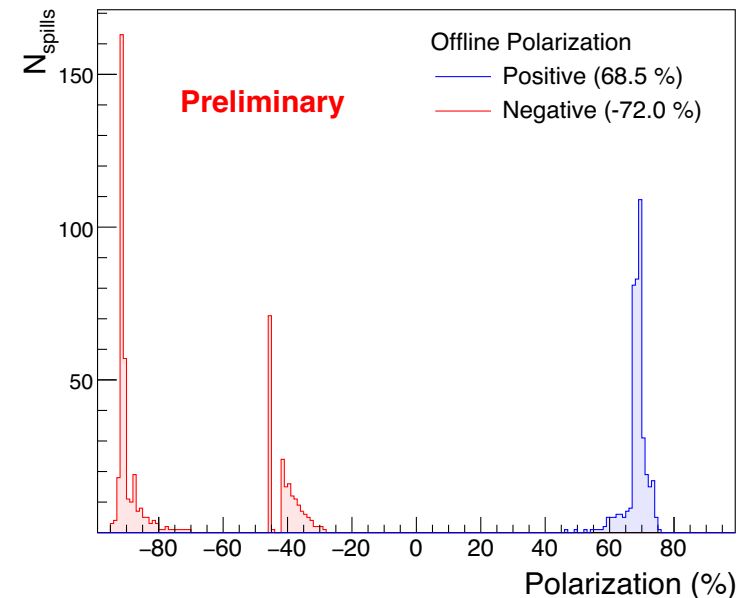 N_spills
150
100
50
Preliminary
Offline Polarization
Positive (68.5 %)
Negative (-72.0 %)
−80 −60 −40 −20 0 20 40 60 80
Polarization (%)